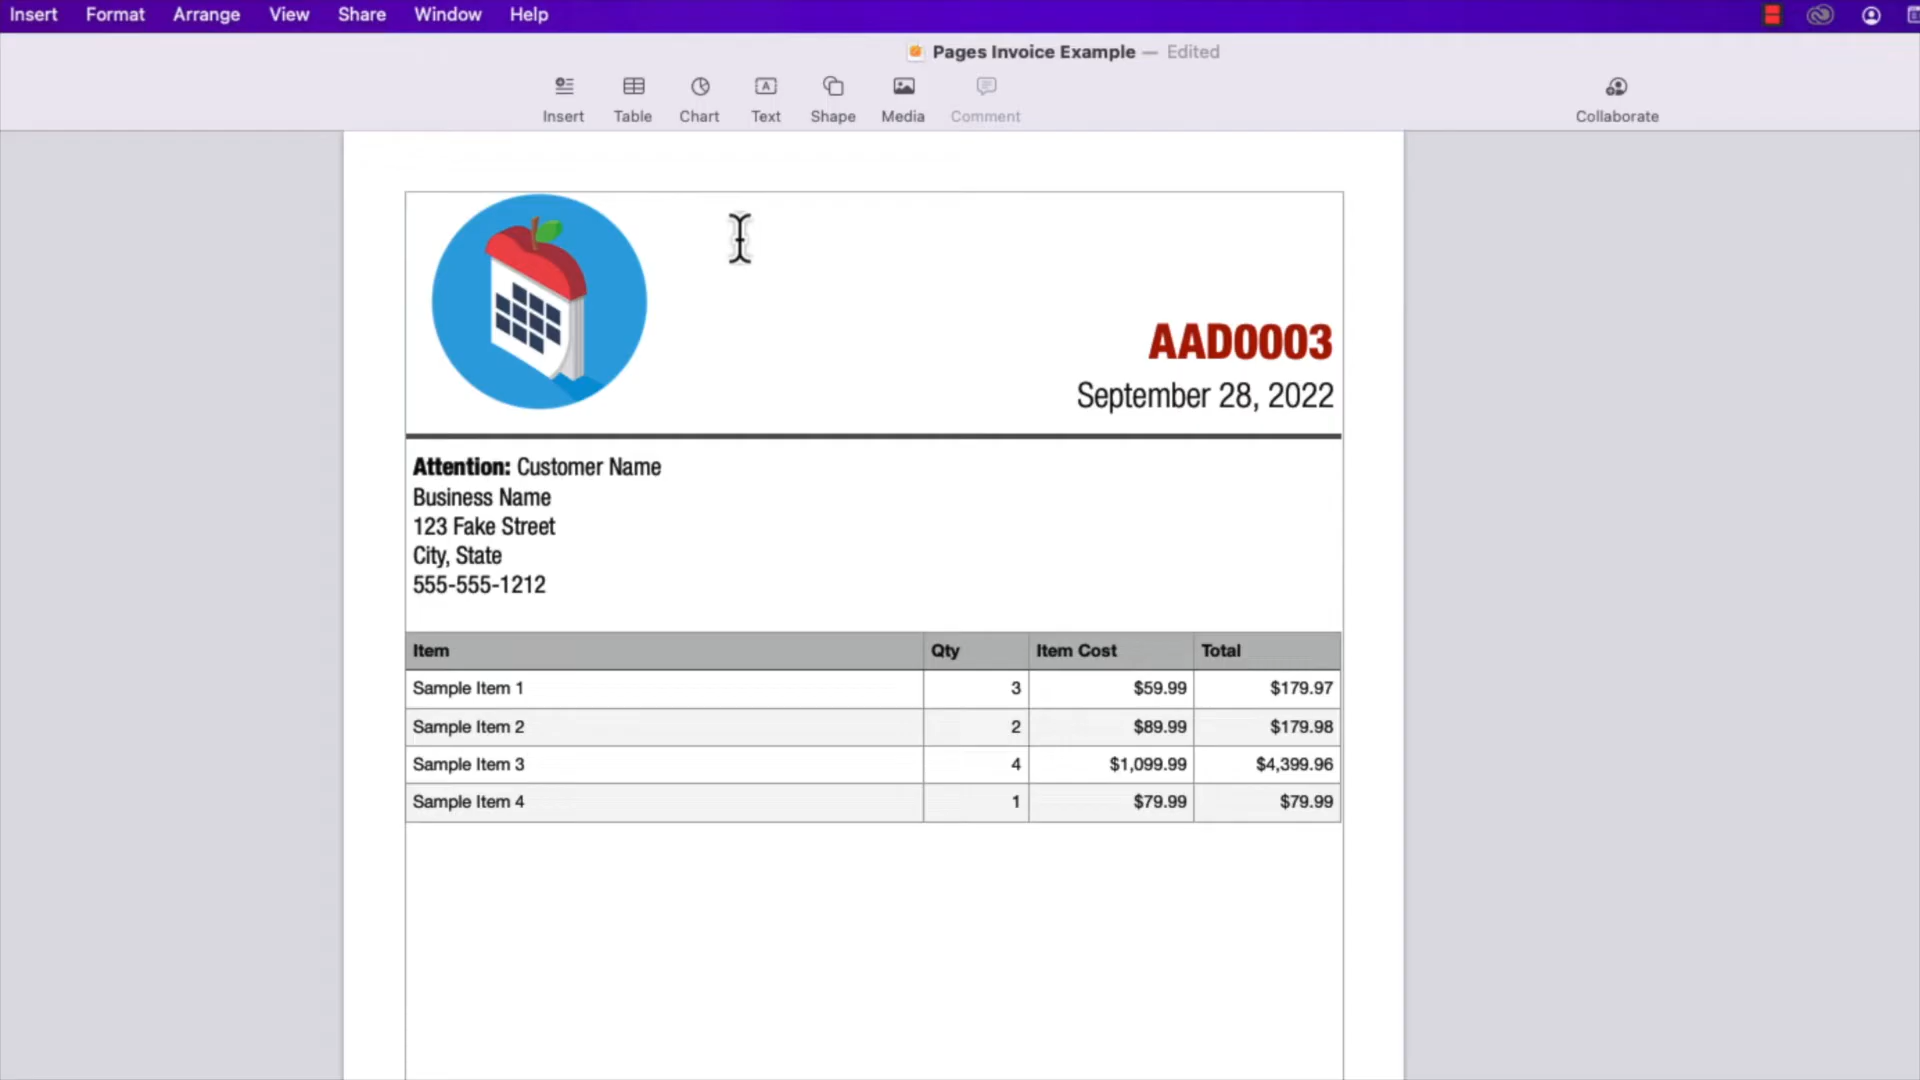 Insert Format Arrange View Share Window Help
Pages Invoice Example — Edited
Insert Table Chart Text Shape Media Comment Collaborate
AAD0003
September 28, 2022
Attention: Customer Name
Business Name
123 Fake Street
City, State
555-555-1212
Item Qty Item Cost Total
Sample Item 1 3 $59.99 $179.97
Sample Item 2 2 $89.99 $179.98
Sample Item 3 4 $1,099.99 $4,399.96
Sample Item 4 1 $79.99 $79.99